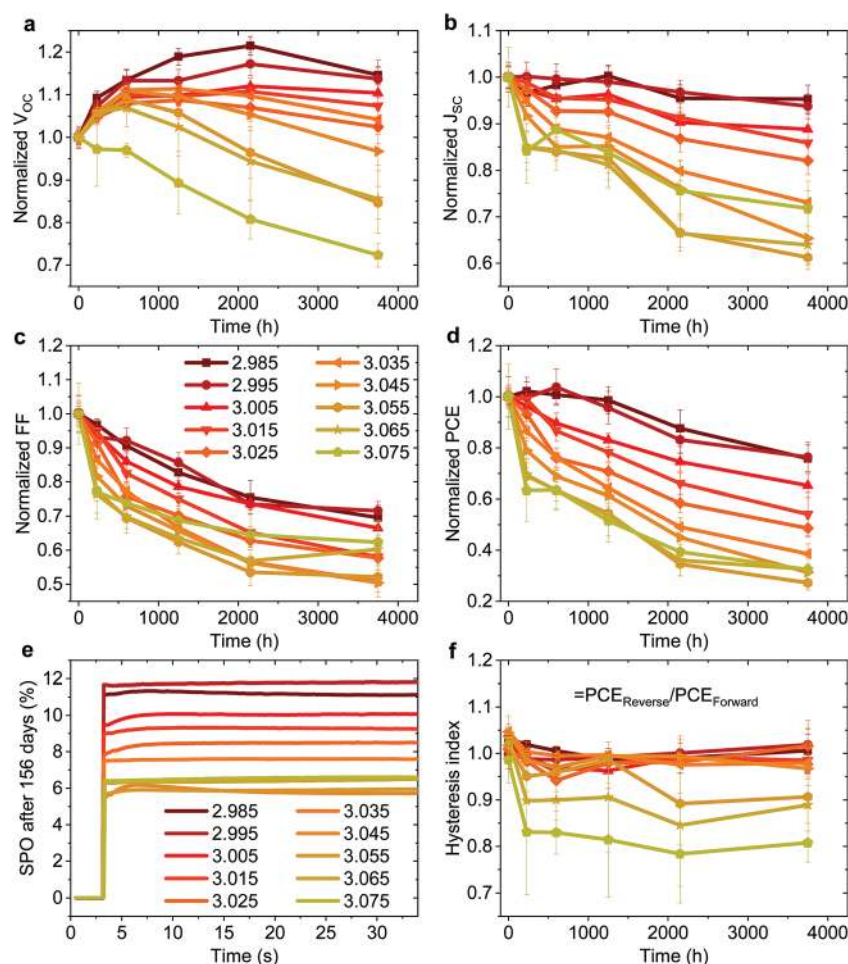 a
1.2
1.1
1.0
0.9
0.8
0.7
Normalized V_OC
0 1000 2000 3000 4000
Time (h)
b
1.1
1.0
0.9
0.8
0.7
0.6
Normalized J_SC
0 1000 2000 3000 4000
Time (h)
c
1.2
1.1
1.0
0.9
0.8
0.7
0.6
0.5
Normalized FF
2.985 3.035
2.995 3.045
3.005 3.055
3.015 3.065
3.025 3.075
0 1000 2000 3000 4000
Time (h)
d
1.2
1.0
0.8
0.6
0.4
0.2
Normalized PCE
0 1000 2000 3000 4000
Time (h)
e
12
10
8
6
4
2
0
SPO after 156 days (%)
2.985 3.035
2.995 3.045
3.005 3.055
3.015 3.065
3.025 3.075
0 5 10 15 20 25 30
Time (s)
f
1.2
1.1
1.0
0.9
0.8
0.7
Hysteresis index
=PCE_Reverse/PCE_Forward
0 1000 2000 3000 4000
Time (h)